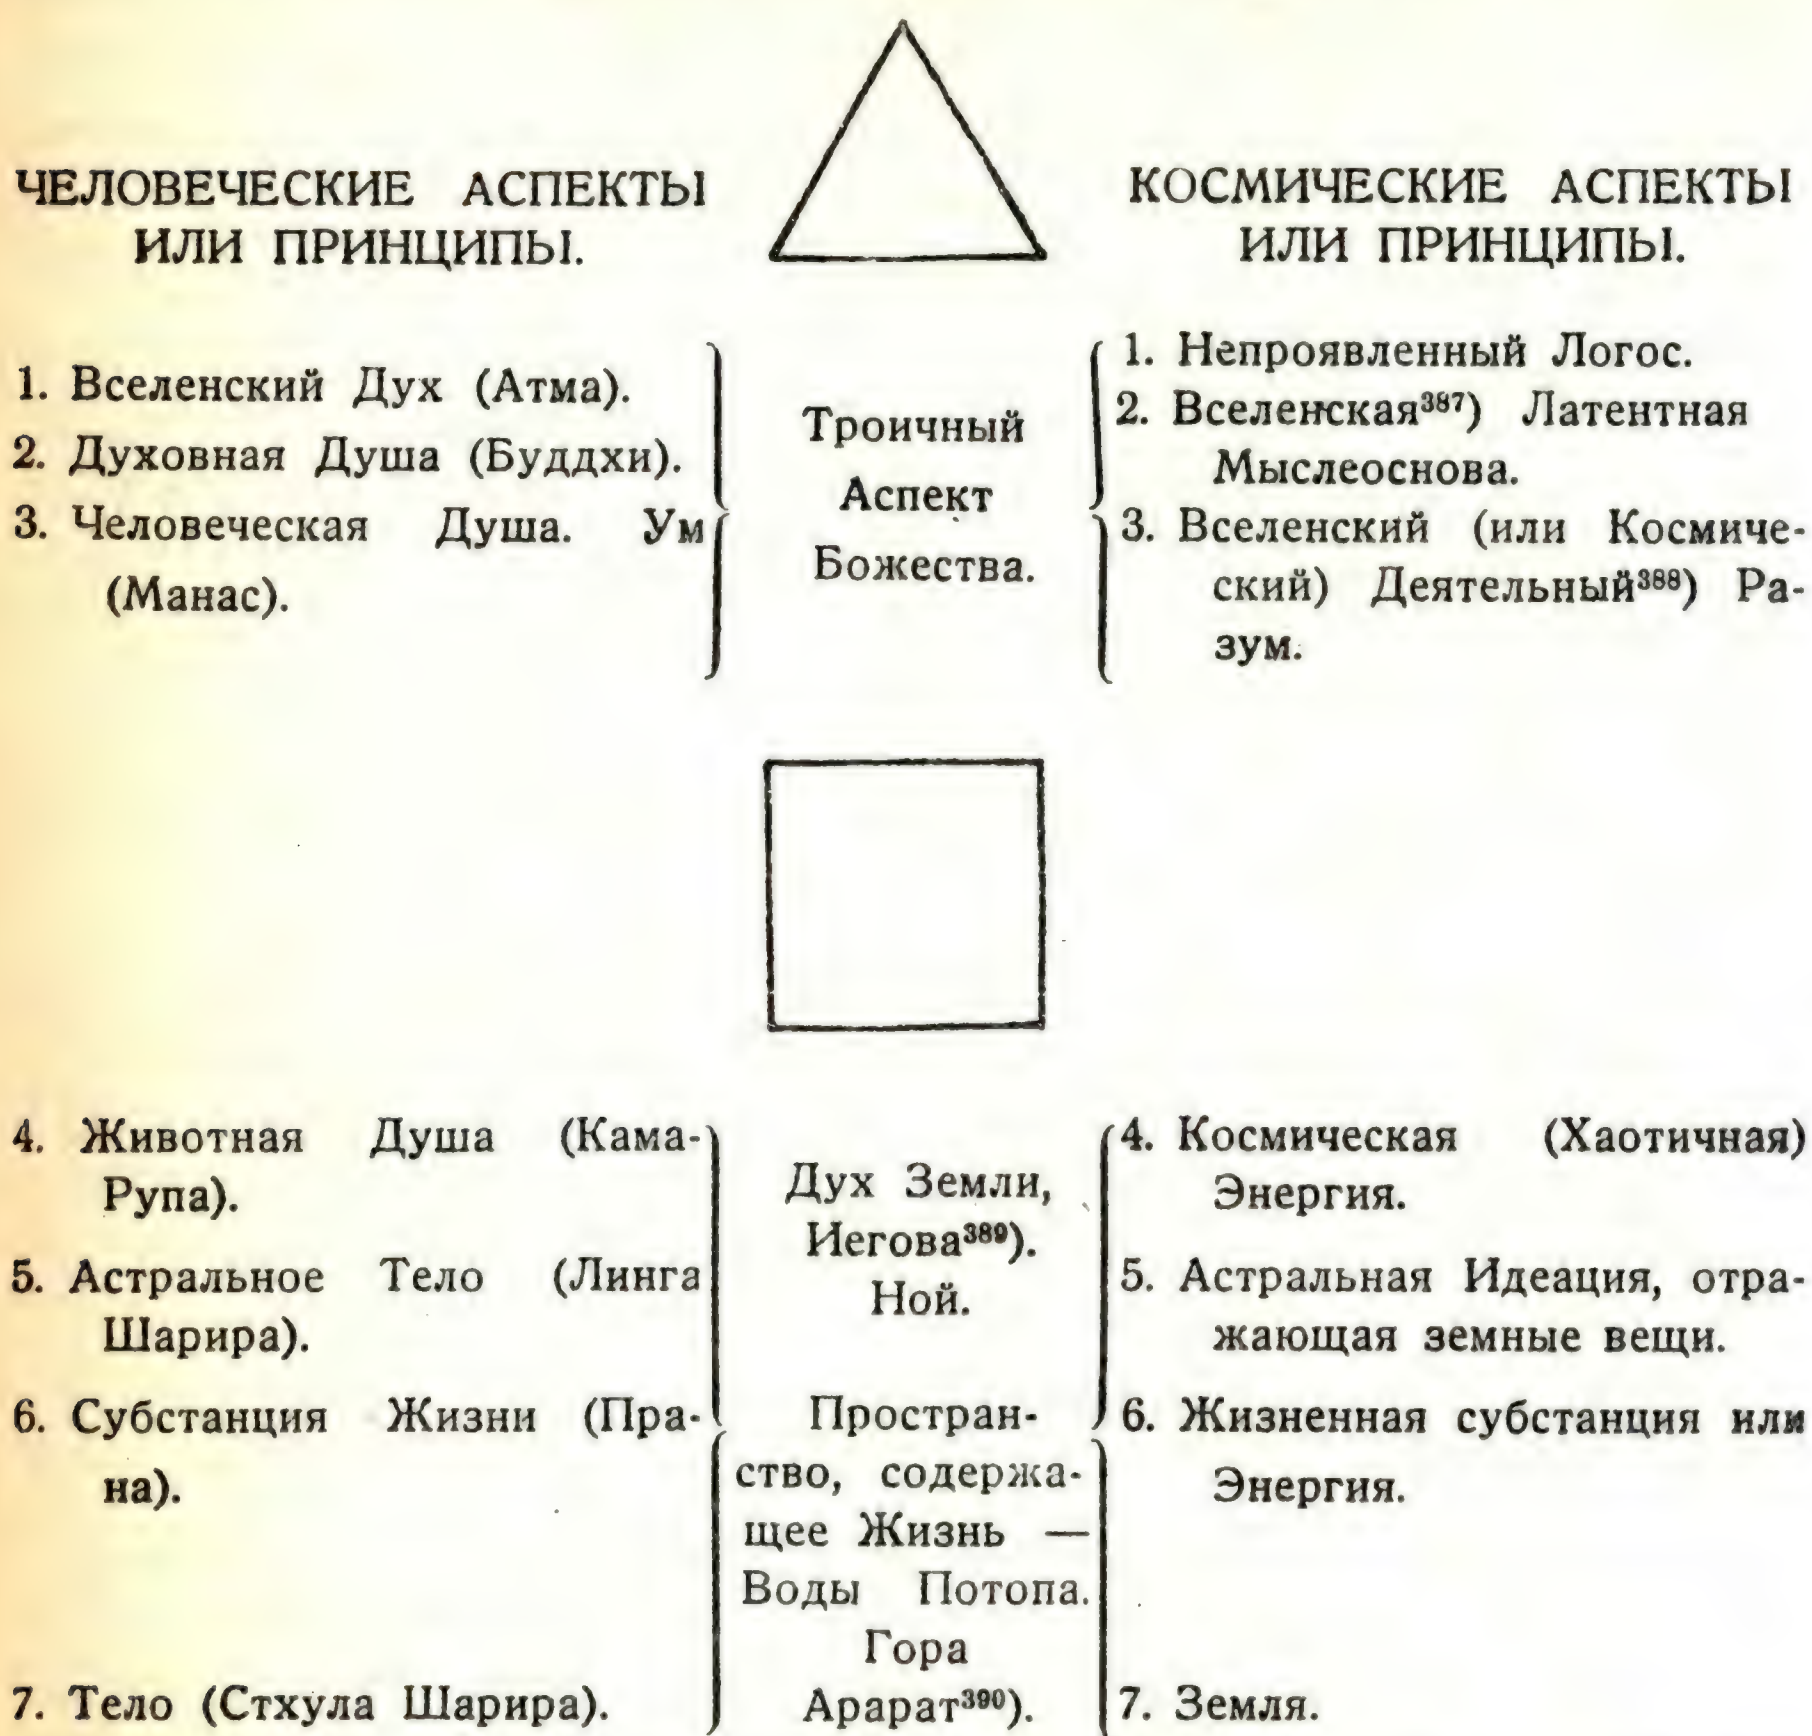 ЧЕЛОВЕЧЕСКИЕ АСПЕКТЫ
ИЛИ ПРИНЦИПЫ.
1. Вселенский Дух (Атма).
2. Духовная Душа (Буддхи).
3. Человеческая Душа. Ум
(Манас).
Троичный
Аспект
Божества.
КОСМИЧЕСКИЕ АСПЕКТЫ
ИЛИ ПРИНЦИПЫ.
1. Непроявленный Логос.
2. Вселенская³⁸⁷) Латентная
Мыслеоснова.
3. Вселенский (или Космиче-
ский) Деятельный³⁸⁸) Ра-
зум.
4. Животная Душа (Кама-
Рупа).
5. Астральное Тело (Линга
Шарира).
6. Субстанция Жизни (Пра-
на).
7. Тело (Стхула Шарира).
Дух Земли,
Иегова³⁸⁹).
Ной.
Простран-
ство, содержа-
щее Жизнь —
Воды Потопа.
Гора
Арарат³⁹⁰).
4. Космическая (Хаотичная)
Энергия.
5. Астральная Идеация, отра-
жающая земные вещи.
6. Жизненная субстанция или
Энергия.
7. Земля.